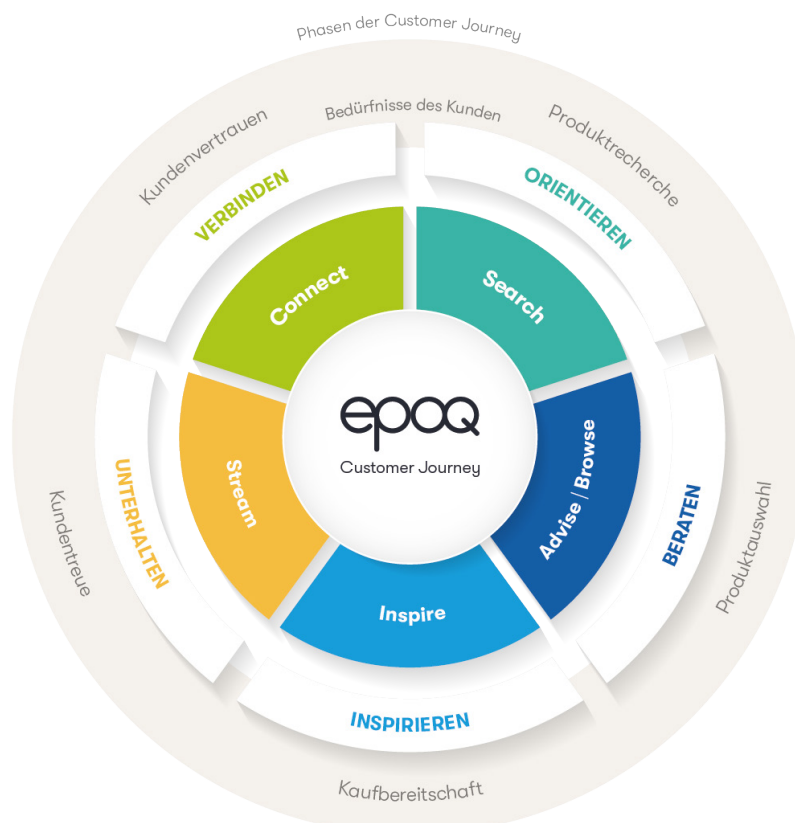 Phasen der Customer Journey
Bedürfnisse des Kunden
Kundenvertrauen
Produktrecherche
VERBINDEN
ORIENTIEREN
Connect
Search
epoq
Customer Journey
Stream
Advise | Browse
UNTERHALTEN
BERATEN
Kundentreue
Produktauswahl
Inspire
INSPIRIEREN
Kaufbereitschaft